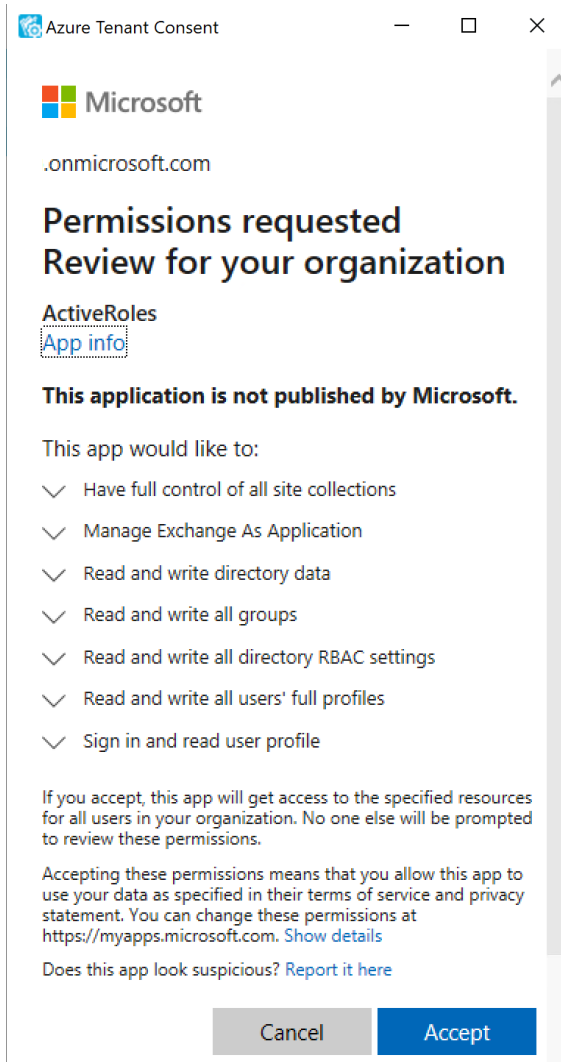 Azure Tenant Consent
Microsoft
.onmicrosoft.com
Permissions requested
Review for your organization
ActiveRoles
App info
This application is not published by Microsoft.
This app would like to:
Have full control of all site collections
Manage Exchange As Application
Read and write directory data
Read and write all groups
Read and write all directory RBAC settings
Read and write all users' full profiles
Sign in and read user profile
If you accept, this app will get access to the specified resources
for all users in your organization. No one else will be prompted
to review these permissions.
Accepting these permissions means that you allow this app to
use your data as specified in their terms of service and privacy
statement. You can change these permissions at
https://myapps.microsoft.com. Show details
Does this app look suspicious? Report it here
Cancel Accept